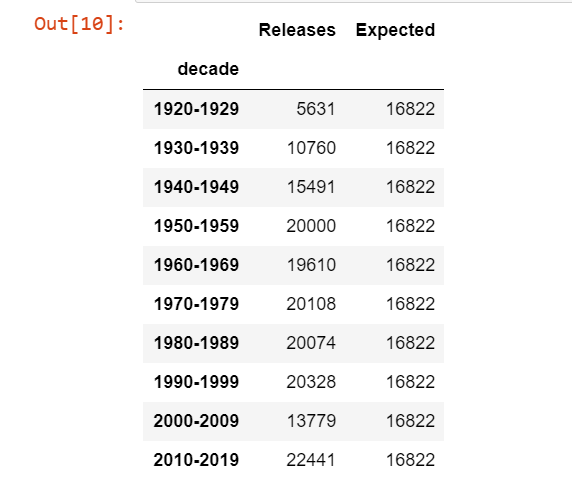 Out[10]:
Releases Expected
decade
1920-1929 5631 16822
1930-1939 10760 16822
1940-1949 15491 16822
1950-1959 20000 16822
1960-1969 19610 16822
1970-1979 20108 16822
1980-1989 20074 16822
1990-1999 20328 16822
2000-2009 13779 16822
2010-2019 22441 16822